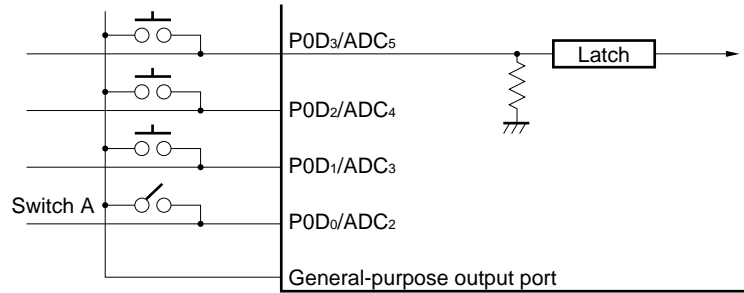 P0D3/ADC5
Latch
P0D2/ADC4
P0D1/ADC3
Switch A
P0D0/ADC2
General-purpose output port